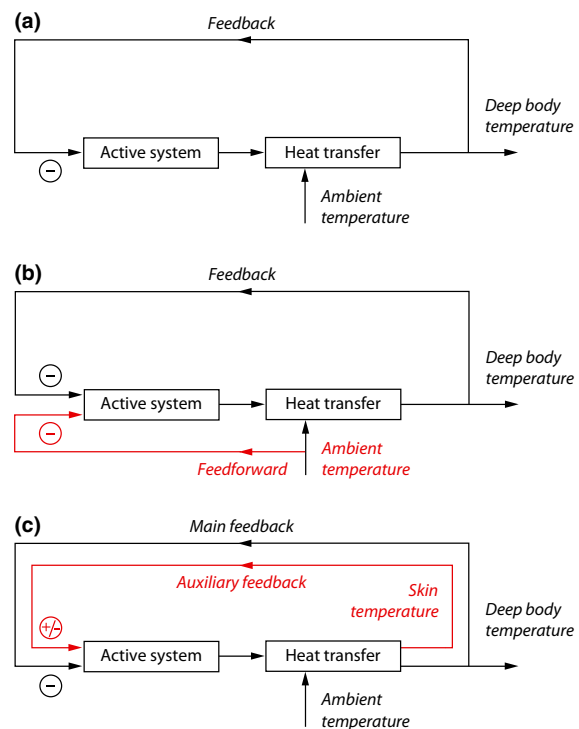 (a)
Feedback
Deep body
temperature
Active system
Heat transfer
−
Ambient
temperature
(b)
Feedback
−
Deep body
temperature
Active system
Heat transfer
−
Feedforward
Ambient
temperature
(c)
Main feedback
Auxiliary feedback
Skin
temperature
+/-
Deep body
temperature
Active system
Heat transfer
−
Ambient
temperature